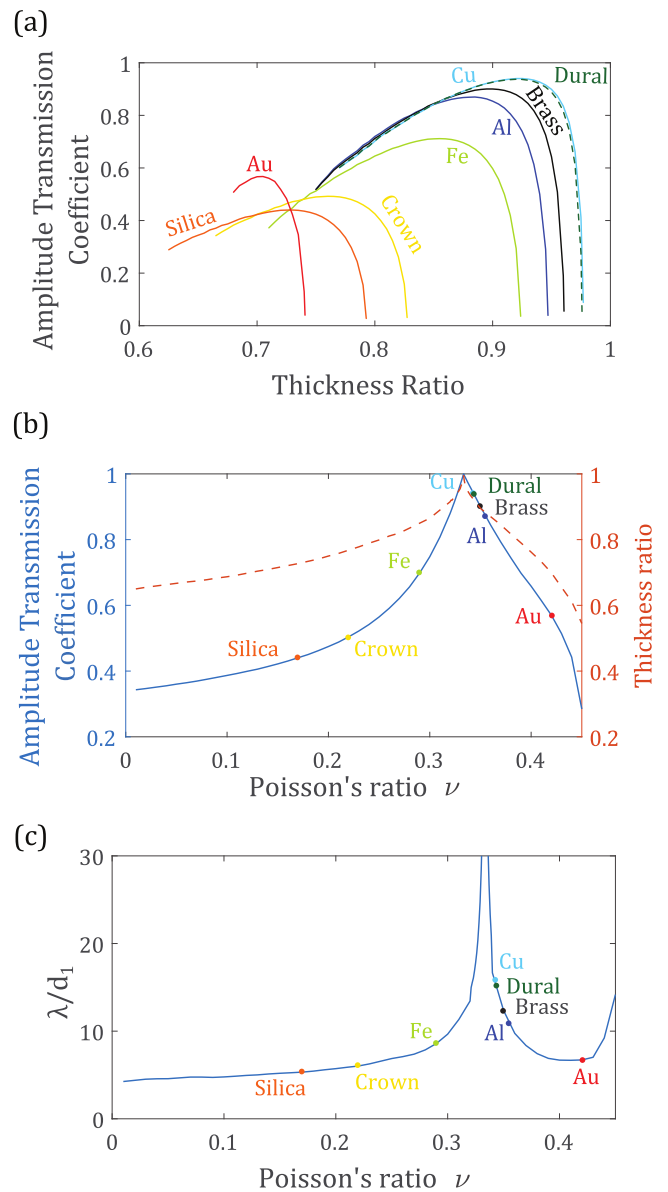 (a)
Amplitude Transmission
Coefficient
1
0.8
0.6
0.4
0.2
0
Cu
Dural
Brass
Al
Fe
Au
Silica
Crown
0.6 0.7 0.8 0.9 1
Thickness Ratio
(b)
Amplitude Transmission
Coefficient
1
0.8
0.6
0.4
0.2
Cu
Dural
Brass
Al
Fe
Silica
Crown
Au
1
0.8
0.6
0.4
0.2
Thickness ratio
0 0.1 0.2 0.3 0.4
Poisson's ratio ν
(c)
λ/d₁
30
20
10
0
Cu
Dural
Brass
Al
Fe
Silica
Crown
Au
0 0.1 0.2 0.3 0.4
Poisson's ratio ν